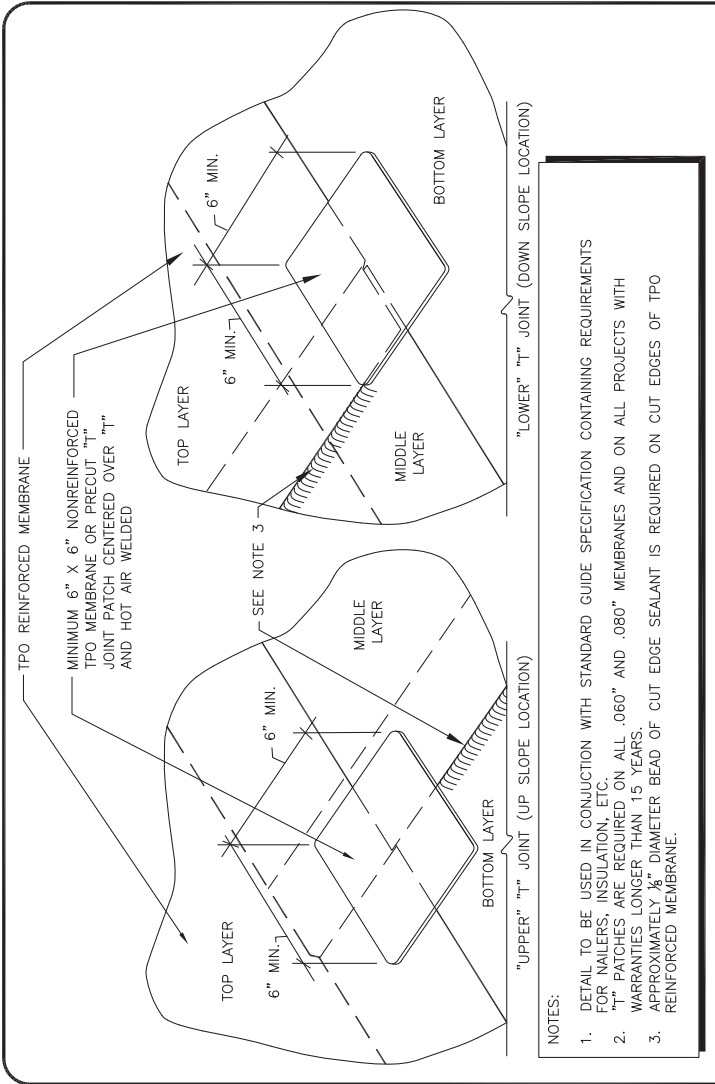 TPO REINFORCED MEMBRANE
MINIMUM 6" X 6" NONREINFORCED
TPO MEMBRANE OR PRECUT "T"
JOINT PATCH CENTERED OVER "T"
AND HOT AIR WELDED
TOP LAYER
6" MIN.
6" MIN.
MIDDLE
LAYER
BOTTOM LAYER
"UPPER" "T" JOINT (UP SLOPE LOCATION)
SEE NOTE 3
TOP LAYER
6" MIN.
6" MIN.
MIDDLE
LAYER
BOTTOM LAYER
"LOWER" "T" JOINT (DOWN SLOPE LOCATION)
NOTES:
1. DETAIL TO BE USED IN CONJUCTION WITH STANDARD GUIDE SPECIFICATION CONTAINING REQUIREMENTS
FOR NAILERS, INSULATION, ETC.
2. "T" PATCHES ARE REQUIRED ON ALL .060" AND .080" MEMBRANES AND ON ALL PROJECTS WITH
WARRANTIES LONGER THAN 15 YEARS.
3. APPROXIMATELY ⅛" DIAMETER BEAD OF CUT EDGE SEALANT IS REQUIRED ON CUT EDGES OF TPO
REINFORCED MEMBRANE.